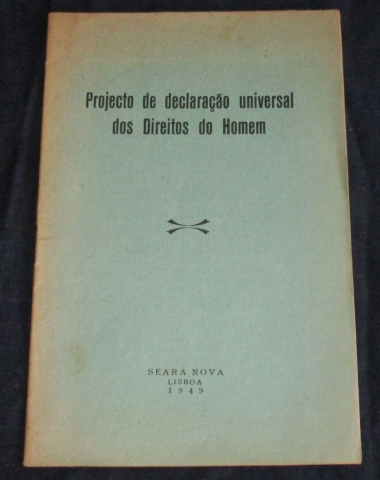 Projecto de declaração universal
dos Direitos do Homem
SEARA NOVA
LISBOA
1949